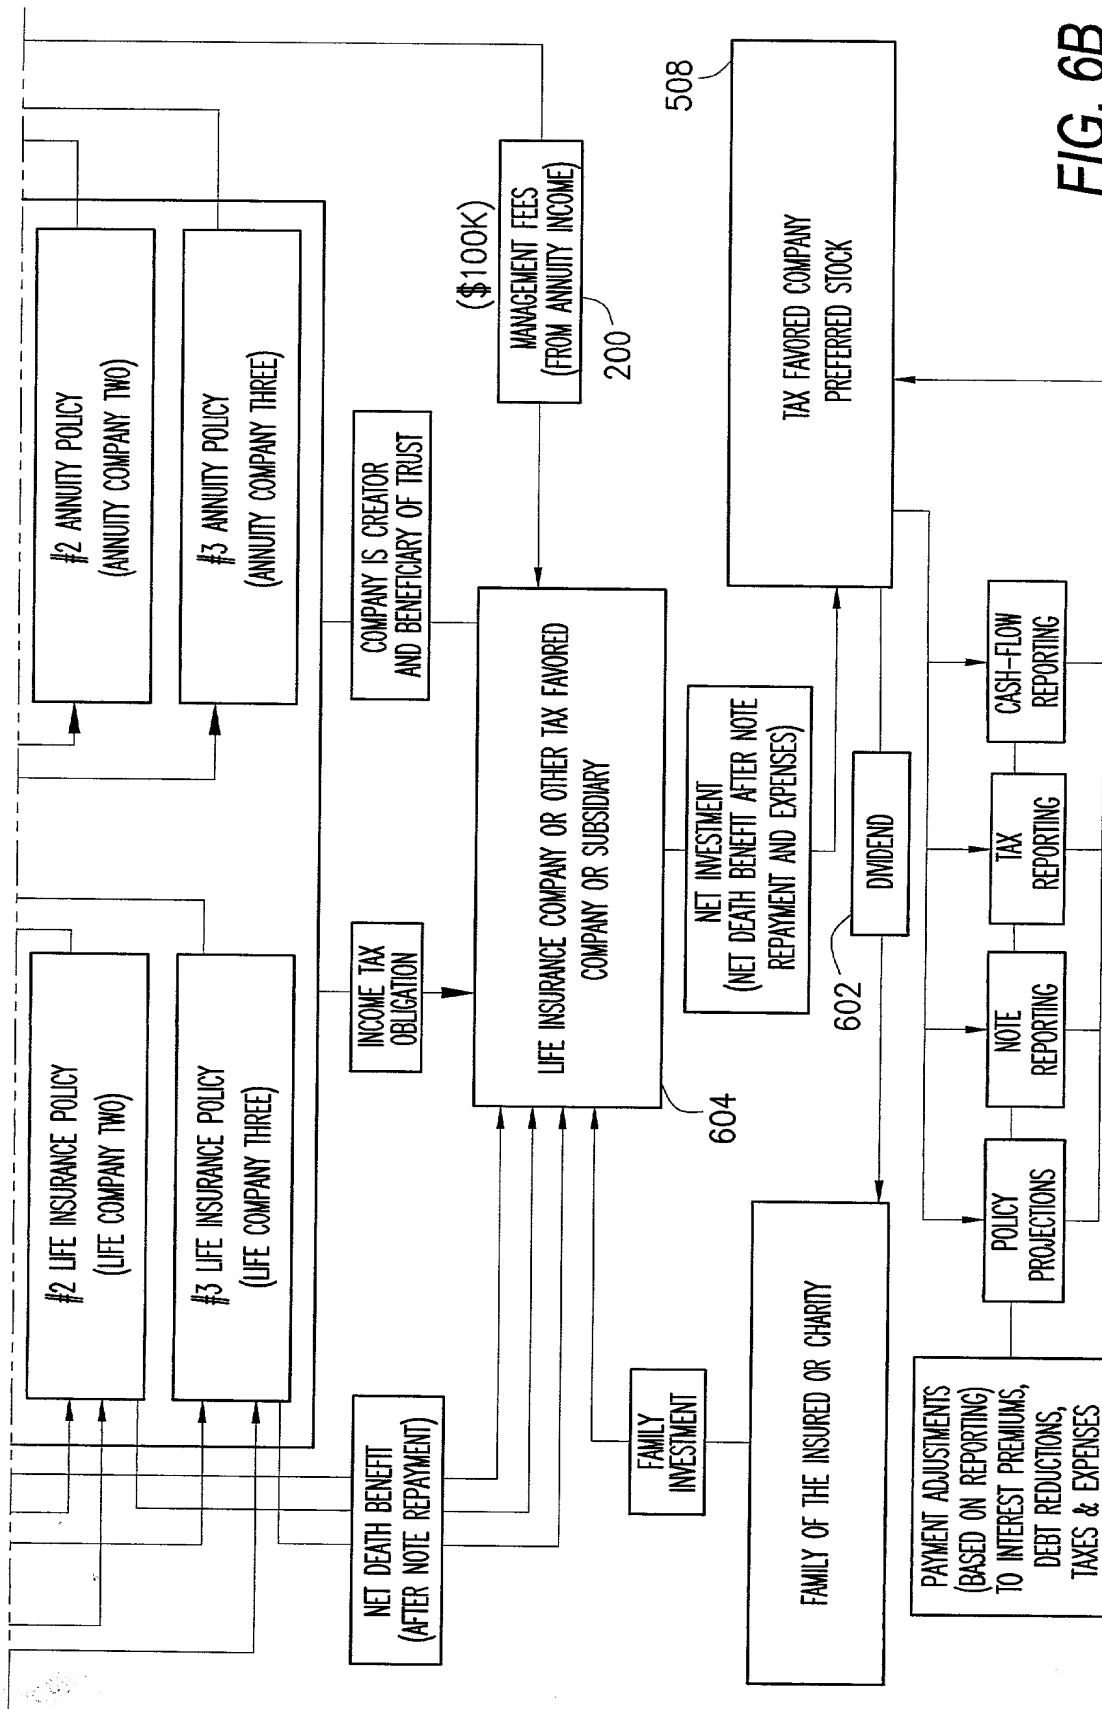 #2 LIFE INSURANCE POLICY
(LIFE COMPANY TWO)
#2 ANNUITY POLICY
(ANNUITY COMPANY TWO)
#3 LIFE INSURANCE POLICY
(LIFE COMPANY THREE)
#3 ANNUITY POLICY
(ANNUITY COMPANY THREE)
NET DEATH BENEFIT
(AFTER NOTE REPAYMENT)
INCOME TAX
OBLIGATION
COMPANY IS CREATOR
AND BENEFICIARY OF TRUST
($100K)
MANAGEMENT FEES
(FROM ANNUITY INCOME)
200
LIFE INSURANCE COMPANY OR OTHER TAX FAVORED
COMPANY OR SUBSIDIARY
604
FAMILY
INVESTMENT
NET INVESTMENT
(NET DEATH BENEFIT AFTER NOTE
REPAYMENT AND EXPENSES)
508
FAMILY OF THE INSURED OR CHARITY
602
DIVIDEND
TAX FAVORED COMPANY
PREFERRED STOCK
PAYMENT ADJUSTMENTS
(BASED ON REPORTING)
TO INTEREST PREMIUMS,
DEBT REDUCTIONS,
TAXES & EXPENSES
POLICY
PROJECTIONS
NOTE
REPORTING
TAX
REPORTING
CASH-FLOW
REPORTING
FIG. 6B